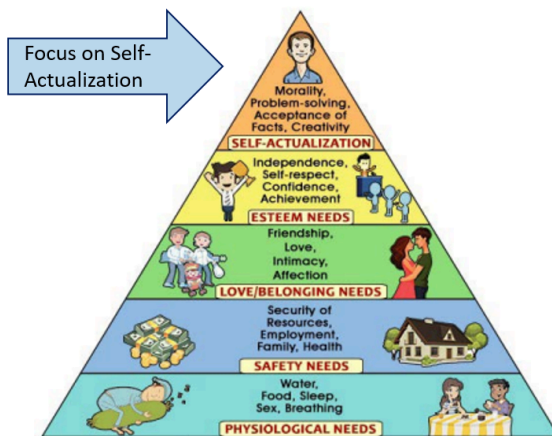 Focus on Self-
Actualization
Morality,
Problem-solving,
Acceptance of
Facts, Creativity
SELF-ACTUALIZATION
Independence,
Self-respect,
Confidence,
Achievement
ESTEEM NEEDS
Friendship,
Love,
Intimacy,
Affection
LOVE/BELONGING NEEDS
Security of
Resources,
Employment,
Family, Health
SAFETY NEEDS
Water,
Food, Sleep,
Sex, Breathing
PHYSIOLOGICAL NEEDS